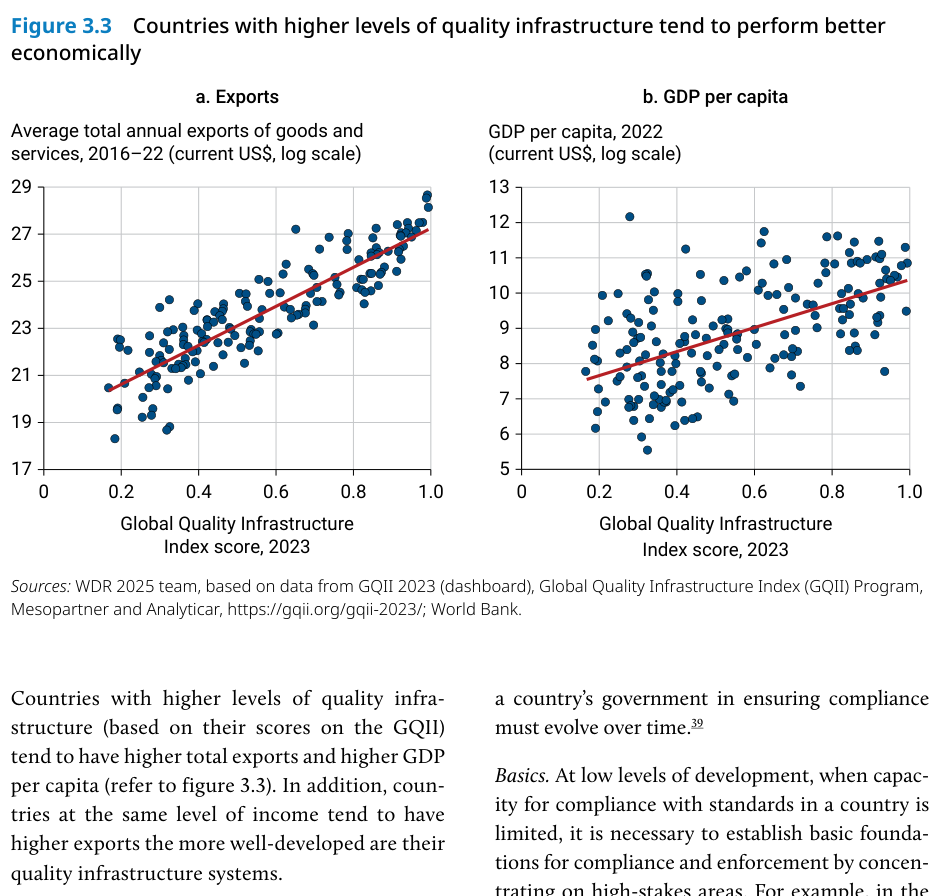 Figure 3.3 Countries with higher levels of quality infrastructure tend to perform better
economically
a. Exports
Average total annual exports of goods and
services, 2016–22 (current US$, log scale)
29
27
25
23
21
19
17
0 0.2 0.4 0.6 0.8 1.0
Global Quality Infrastructure
Index score, 2023
b. GDP per capita
GDP per capita, 2022
(current US$, log scale)
13
12
11
10
9
8
7
6
5
0 0.2 0.4 0.6 0.8 1.0
Global Quality Infrastructure
Index score, 2023
Sources: WDR 2025 team, based on data from GQII 2023 (dashboard), Global Quality Infrastructure Index (GQII) Program,
Mesopartner and Analyticar, https://gqii.org/gqii-2023/; World Bank.
Countries with higher levels of quality infra-
structure (based on their scores on the GQII)
tend to have higher total exports and higher GDP
per capita (refer to figure 3.3). In addition, coun-
tries at the same level of income tend to have
higher exports the more well-developed are their
quality infrastructure systems.
a country’s government in ensuring compliance
must evolve over time.39
Basics. At low levels of development, when capac-
ity for compliance with standards in a country is
limited, it is necessary to establish basic founda-
tions for compliance and enforcement by concen-
trating on high-stakes areas. For example, in the